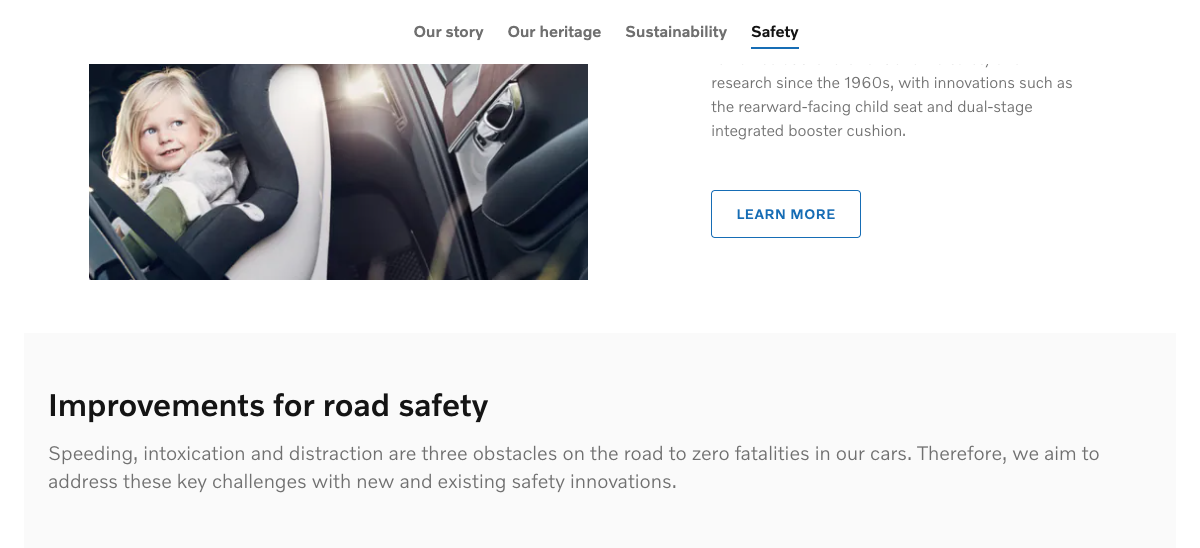 Our story
Our heritage
Sustainability
Safety
research since the 1960s, with innovations such as
the rearward-facing child seat and dual-stage
integrated booster cushion.
LEARN MORE
Improvements for road safety
Speeding, intoxication and distraction are three obstacles on the road to zero fatalities in our cars. Therefore, we aim to
address these key challenges with new and existing safety innovations.